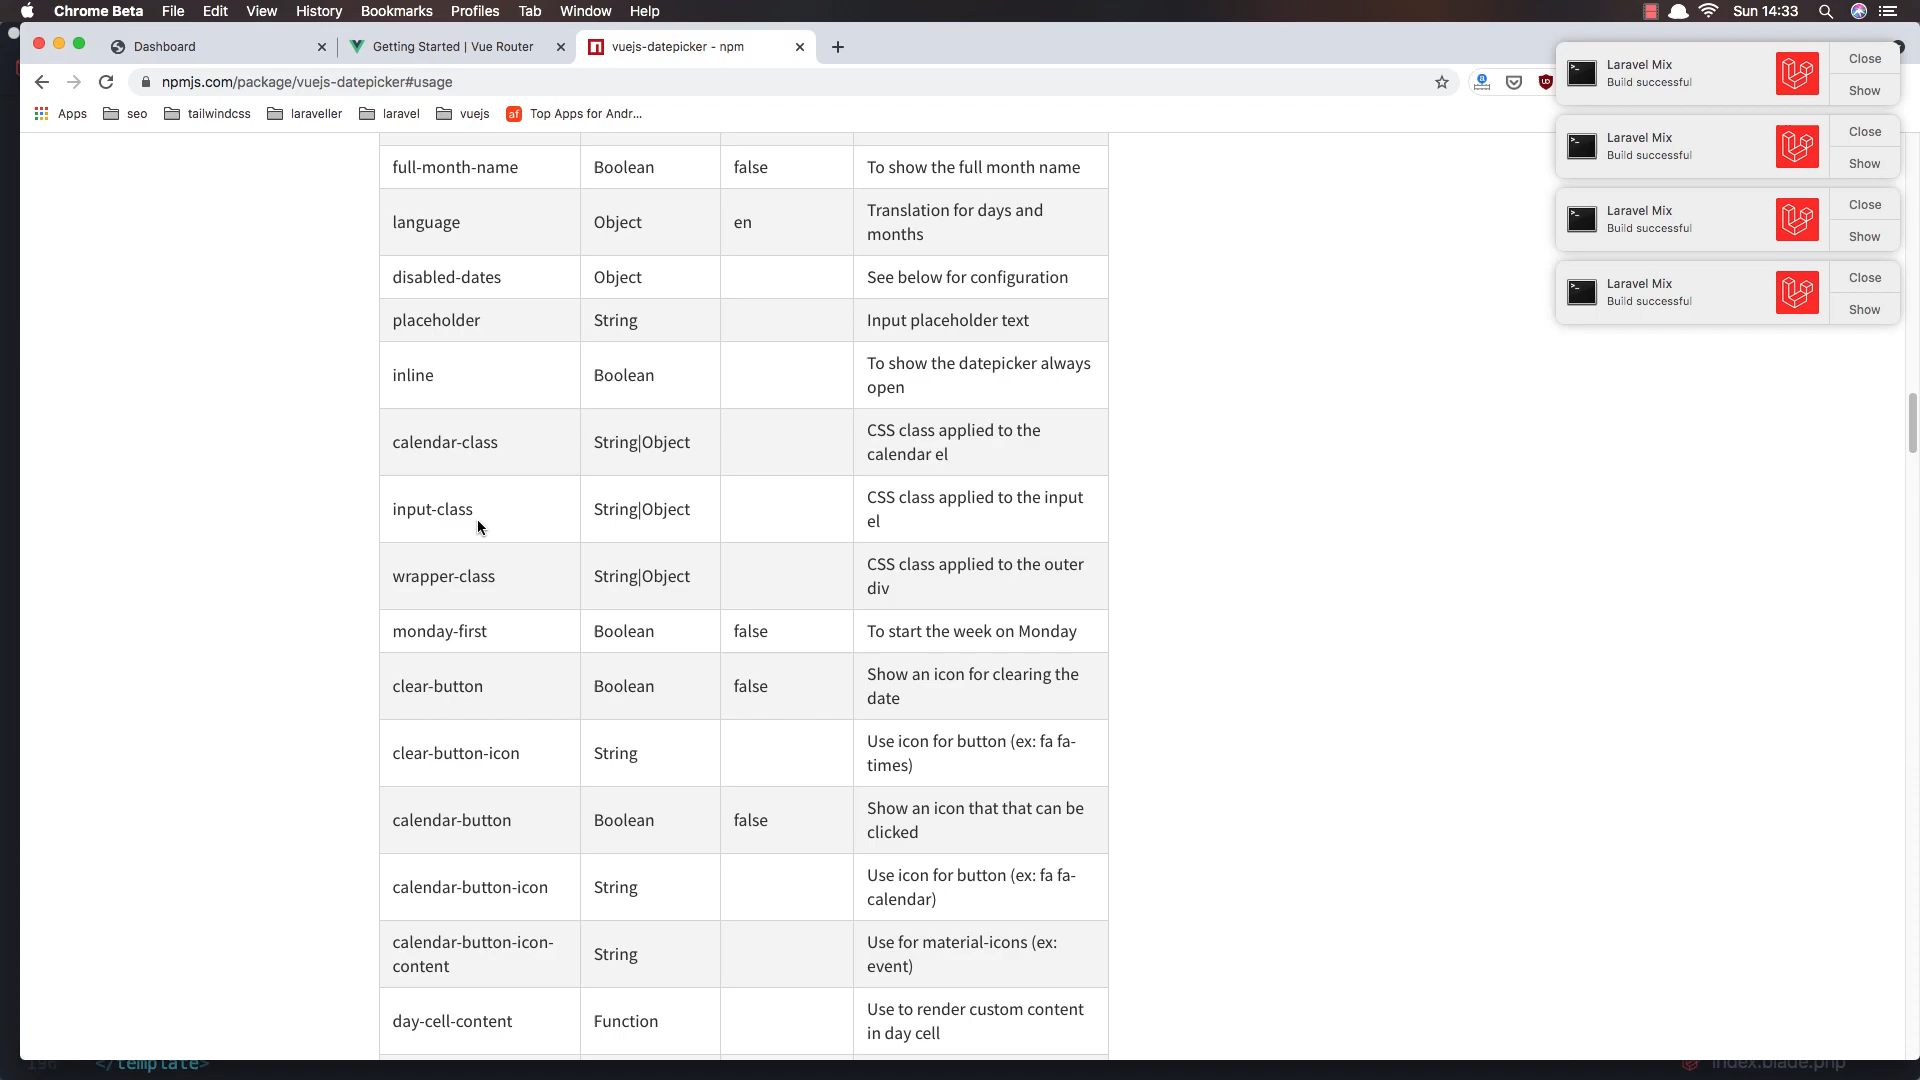 Chrome Beta File Edit View History Bookmarks Profiles Tab Window Help Sun 14:33
Dashboard Getting Started | Vue Router vuejs-datepicker - npm
npmjs.com/package/vuejs-datepicker#usage
Apps seo tailwindcss laraveller laravel vuejs af Top Apps for Andr...
Laravel Mix
Build successful
Close
Show
Laravel Mix
Build successful
Close
Show
Laravel Mix
Build successful
Close
Show
Laravel Mix
Build successful
Close
Show
full-month-name Boolean false To show the full month name
language Object en Translation for days and
months
disabled-dates Object See below for configuration
placeholder String Input placeholder text
inline Boolean To show the datepicker always
open
calendar-class String|Object CSS class applied to the
calendar el
input-class String|Object CSS class applied to the input
el
wrapper-class String|Object CSS class applied to the outer
div
monday-first Boolean false To start the week on Monday
clear-button Boolean false Show an icon for clearing the
date
clear-button-icon String Use icon for button (ex: fa fa-
times)
calendar-button Boolean false Show an icon that that can be
clicked
calendar-button-icon String Use icon for button (ex: fa fa-
calendar)
calendar-button-icon-
content String Use for material-icons (ex:
event)
day-cell-content Function Use to render custom content
in day cell
</template> index.blade.php